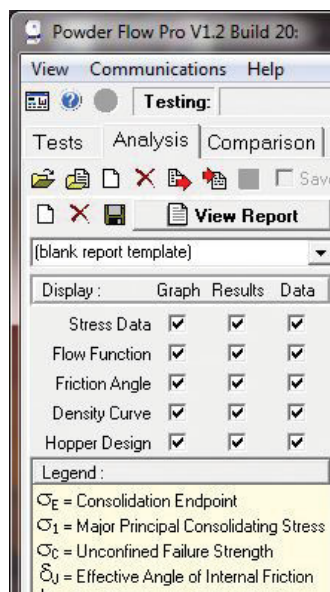 Powder Flow Pro V1.2 Build 20:
View Communications Help
Testing:
Tests Analysis Comparison
Save
View Report
(blank report template)
Display : Graph Results Data
Stress Data
Flow Function
Friction Angle
Density Curve
Hopper Design
Legend :
σE = Consolidation Endpoint
σ1 = Major Principal Consolidating Stress
σC = Unconfined Failure Strength
δJ = Effective Angle of Internal Friction